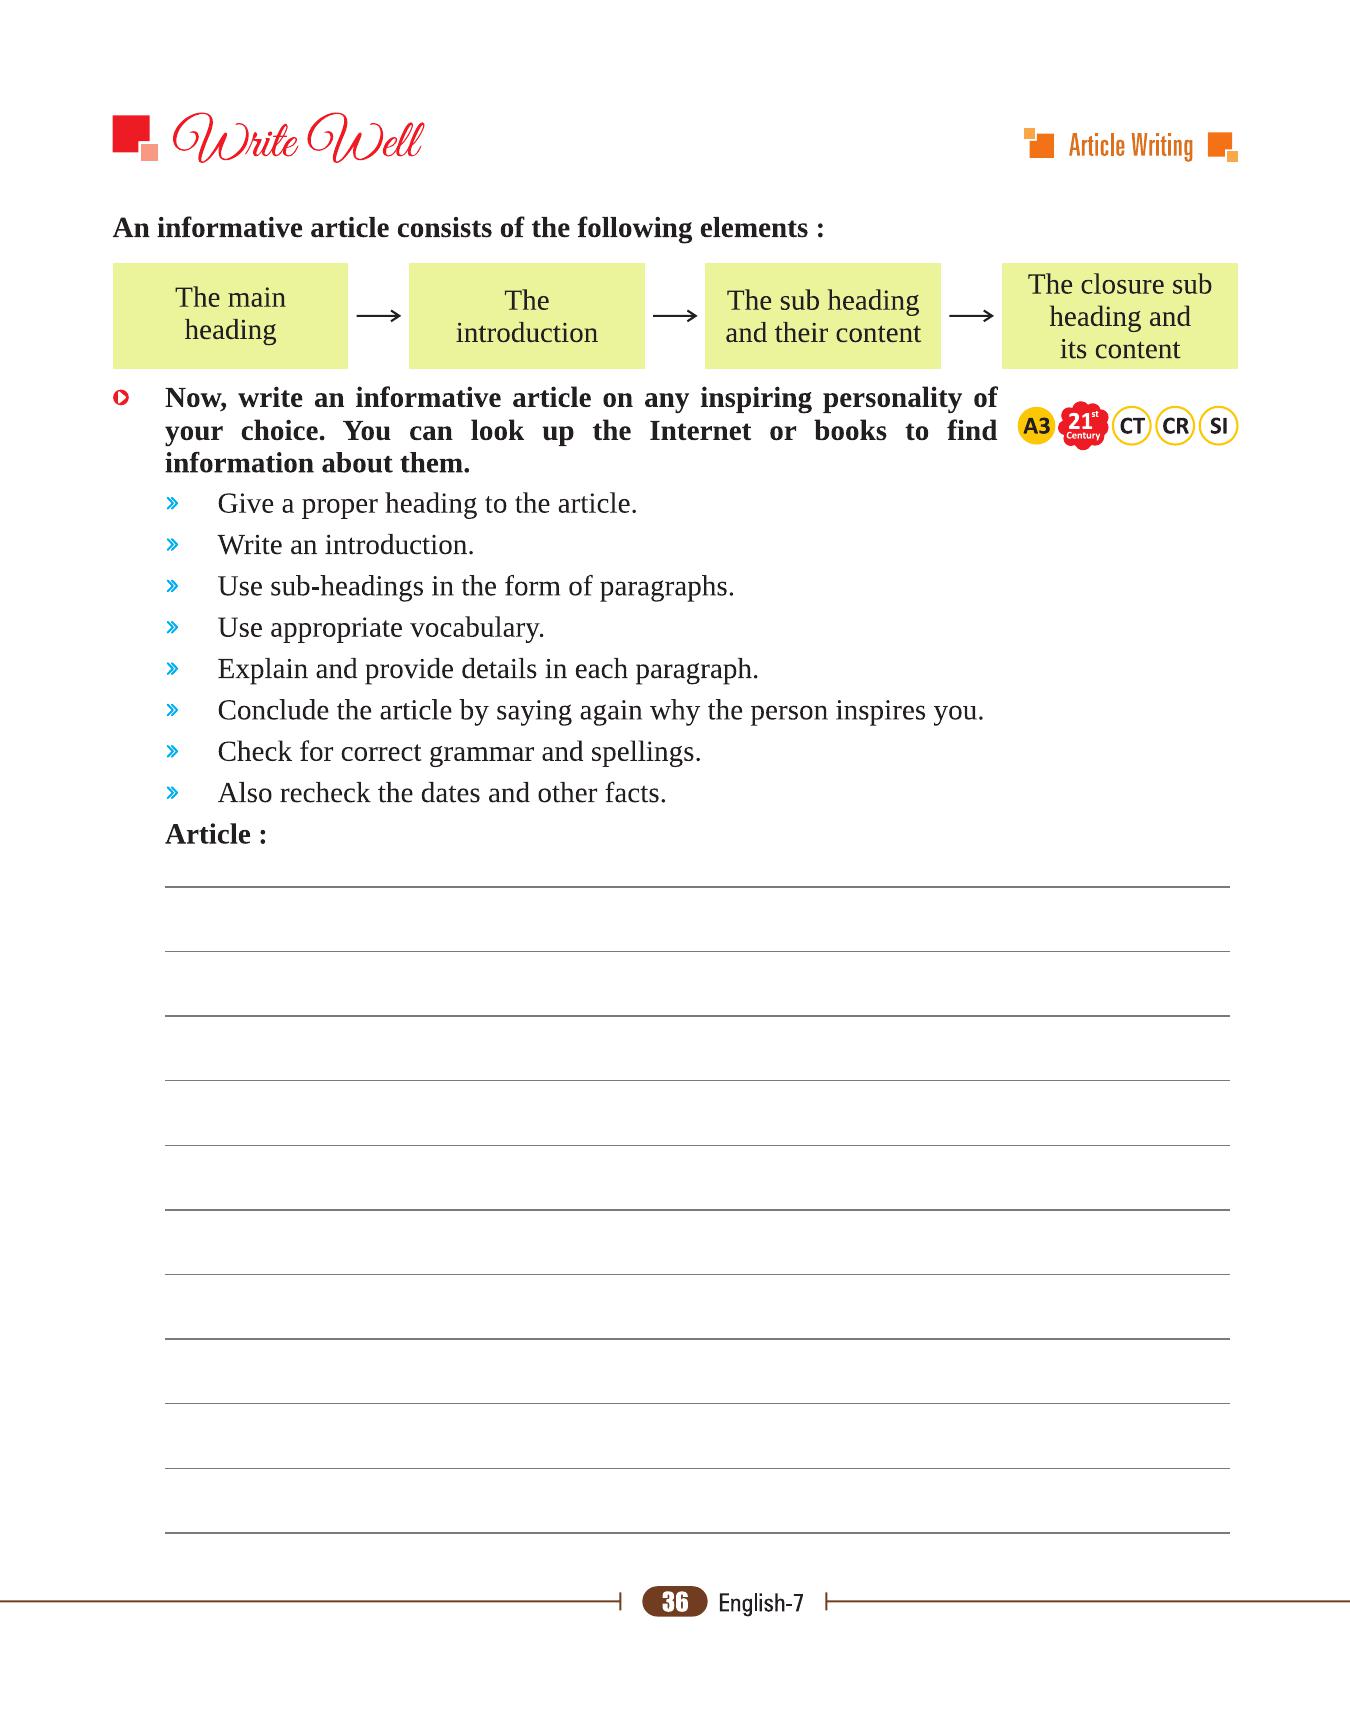 Write Well
Article Writing
An informative article consists of the following elements :
The main
heading
The
introduction
The sub heading
and their content
The closure sub
heading and
its content
Now, write an informative article on any inspiring personality of
your choice. You can look up the Internet or books to find
information about them.
A3 21st Century CT CR SI
Give a proper heading to the article.
Write an introduction.
Use sub-headings in the form of paragraphs.
Use appropriate vocabulary.
Explain and provide details in each paragraph.
Conclude the article by saying again why the person inspires you.
Check for correct grammar and spellings.
Also recheck the dates and other facts.
Article :
36 English-7